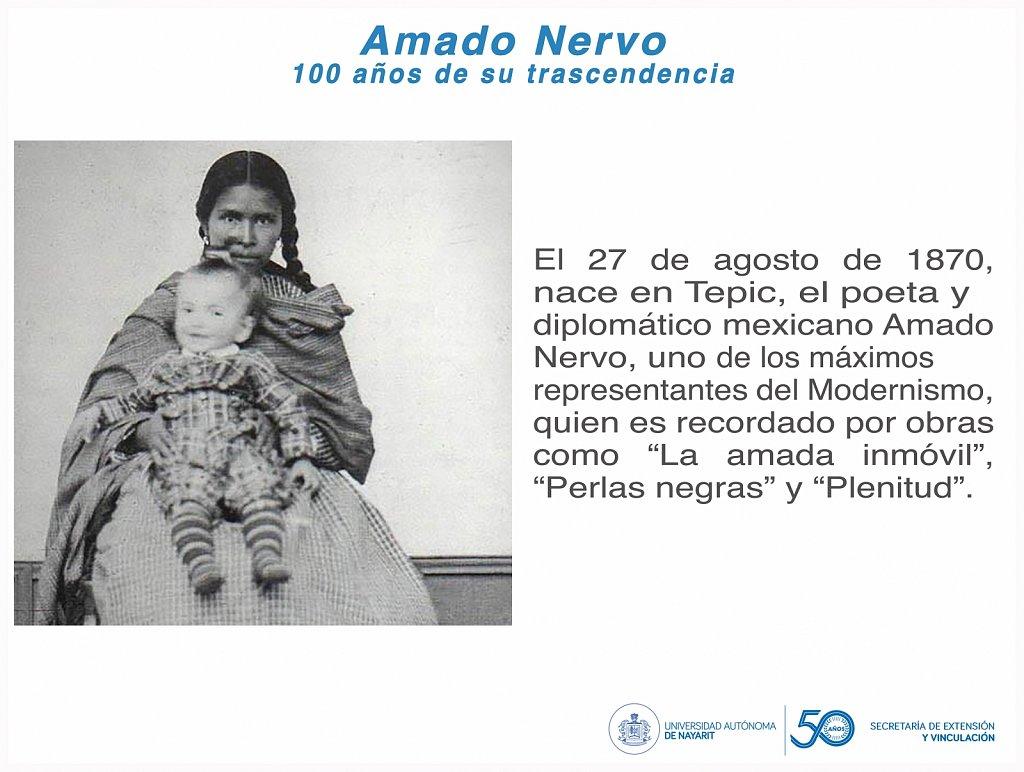 Amado Nervo
100 años de su trascendencia
El 27 de agosto de 1870,
nace en Tepic, el poeta y
diplomático mexicano Amado
Nervo, uno de los máximos
representantes del Modernismo,
quien es recordado por obras
como “La amada inmóvil”,
“Perlas negras” y “Plenitud”.
UNIVERSIDAD AUTÓNOMA
DE NAYARIT
50
AÑOS
SECRETARÍA DE EXTENSIÓN
Y VINCULACIÓN